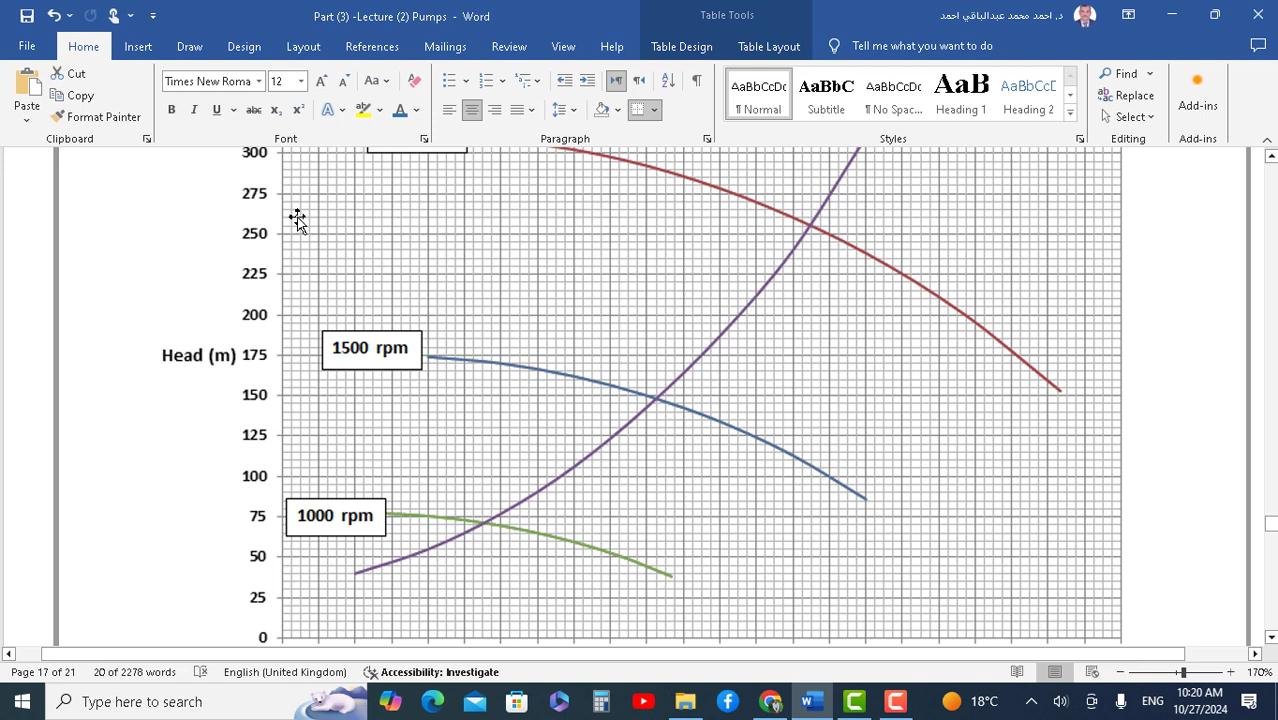 Part (3) -Lecture (2) Pumps - Word
Table Tools
د. احمد محمد عبدالباقي احمد
File Home Insert Draw Design Layout References Mailings Review View Help Table Design Table Layout Tell me what you want to do
Paste
Cut
Copy
Format Painter
Times New Roma 12
Aa
B I U abc x₂ x² A A
AaBbCcDc AaBbC AaBbCcDc AaB AaBbCcD
¶ Normal Subtitle ¶ No Spac... Heading 1 Heading 2
Find
Replace
Select
Add-ins
Clipboard Font Paragraph Styles Editing Add-ins
300
275
250
225
200
1500 rpm
Head (m) 175
150
125
100
1000 rpm
75
50
25
0
Page 17 of 21 20 of 2278 words English (United Kingdom) Accessibility: Investigate 170%
Type here to search
18°C
ENG
10:20 AM
10/27/2024